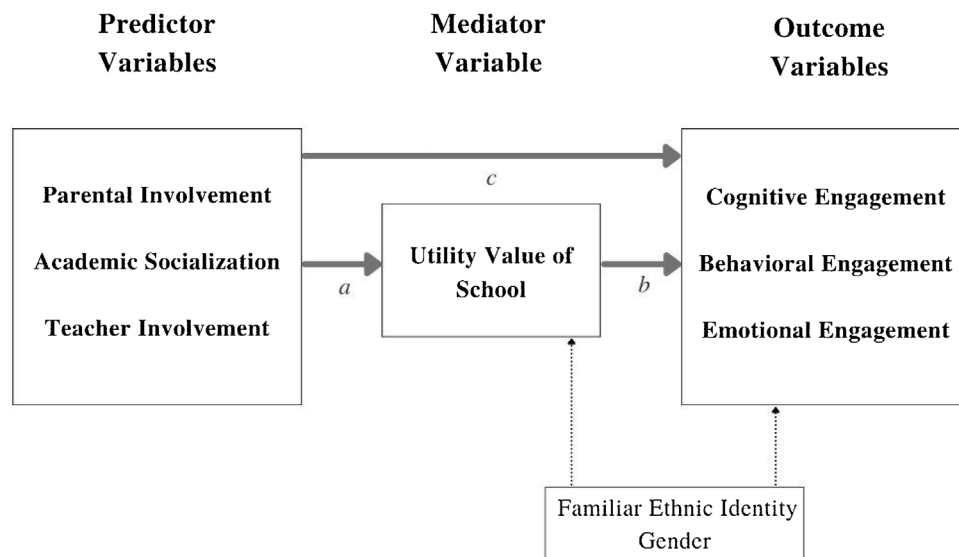 Predictor
Variables
Mediator
Variable
Outcome
Variables
Parental Involvement
Academic Socialization
Teacher Involvement
c
a
Utility Value of
School
b
Cognitive Engagement
Behavioral Engagement
Emotional Engagement
Familiar Ethnic Identity
Gender